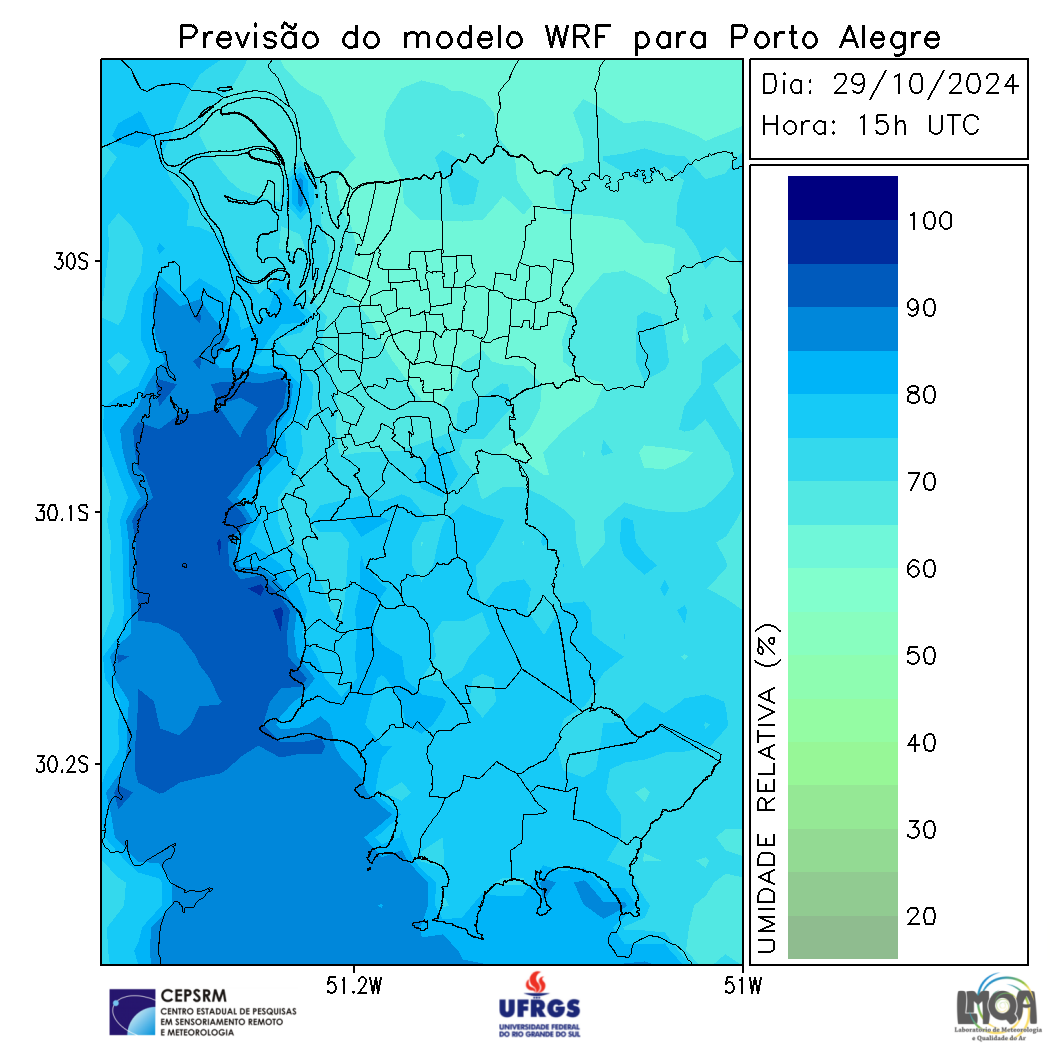 Previsão do modelo WRF para Porto Alegre
Dia: 29/10/2024
Hora: 15h UTC
100
90
80
70
60
50
40
30
20
UMIDADE RELATIVA (%)
30S
30.1S
30.2S
51.2W
51W
CEPSRM
CENTRO ESTADUAL DE PESQUISAS
EM SENSORIAMENTO REMOTO
E METEOROLOGIA
UFRGS
UNIVERSIDADE FEDERAL
DO RIO GRANDE DO SUL
LMQA
Laboratório de Meteorologia
e Qualidade do Ar